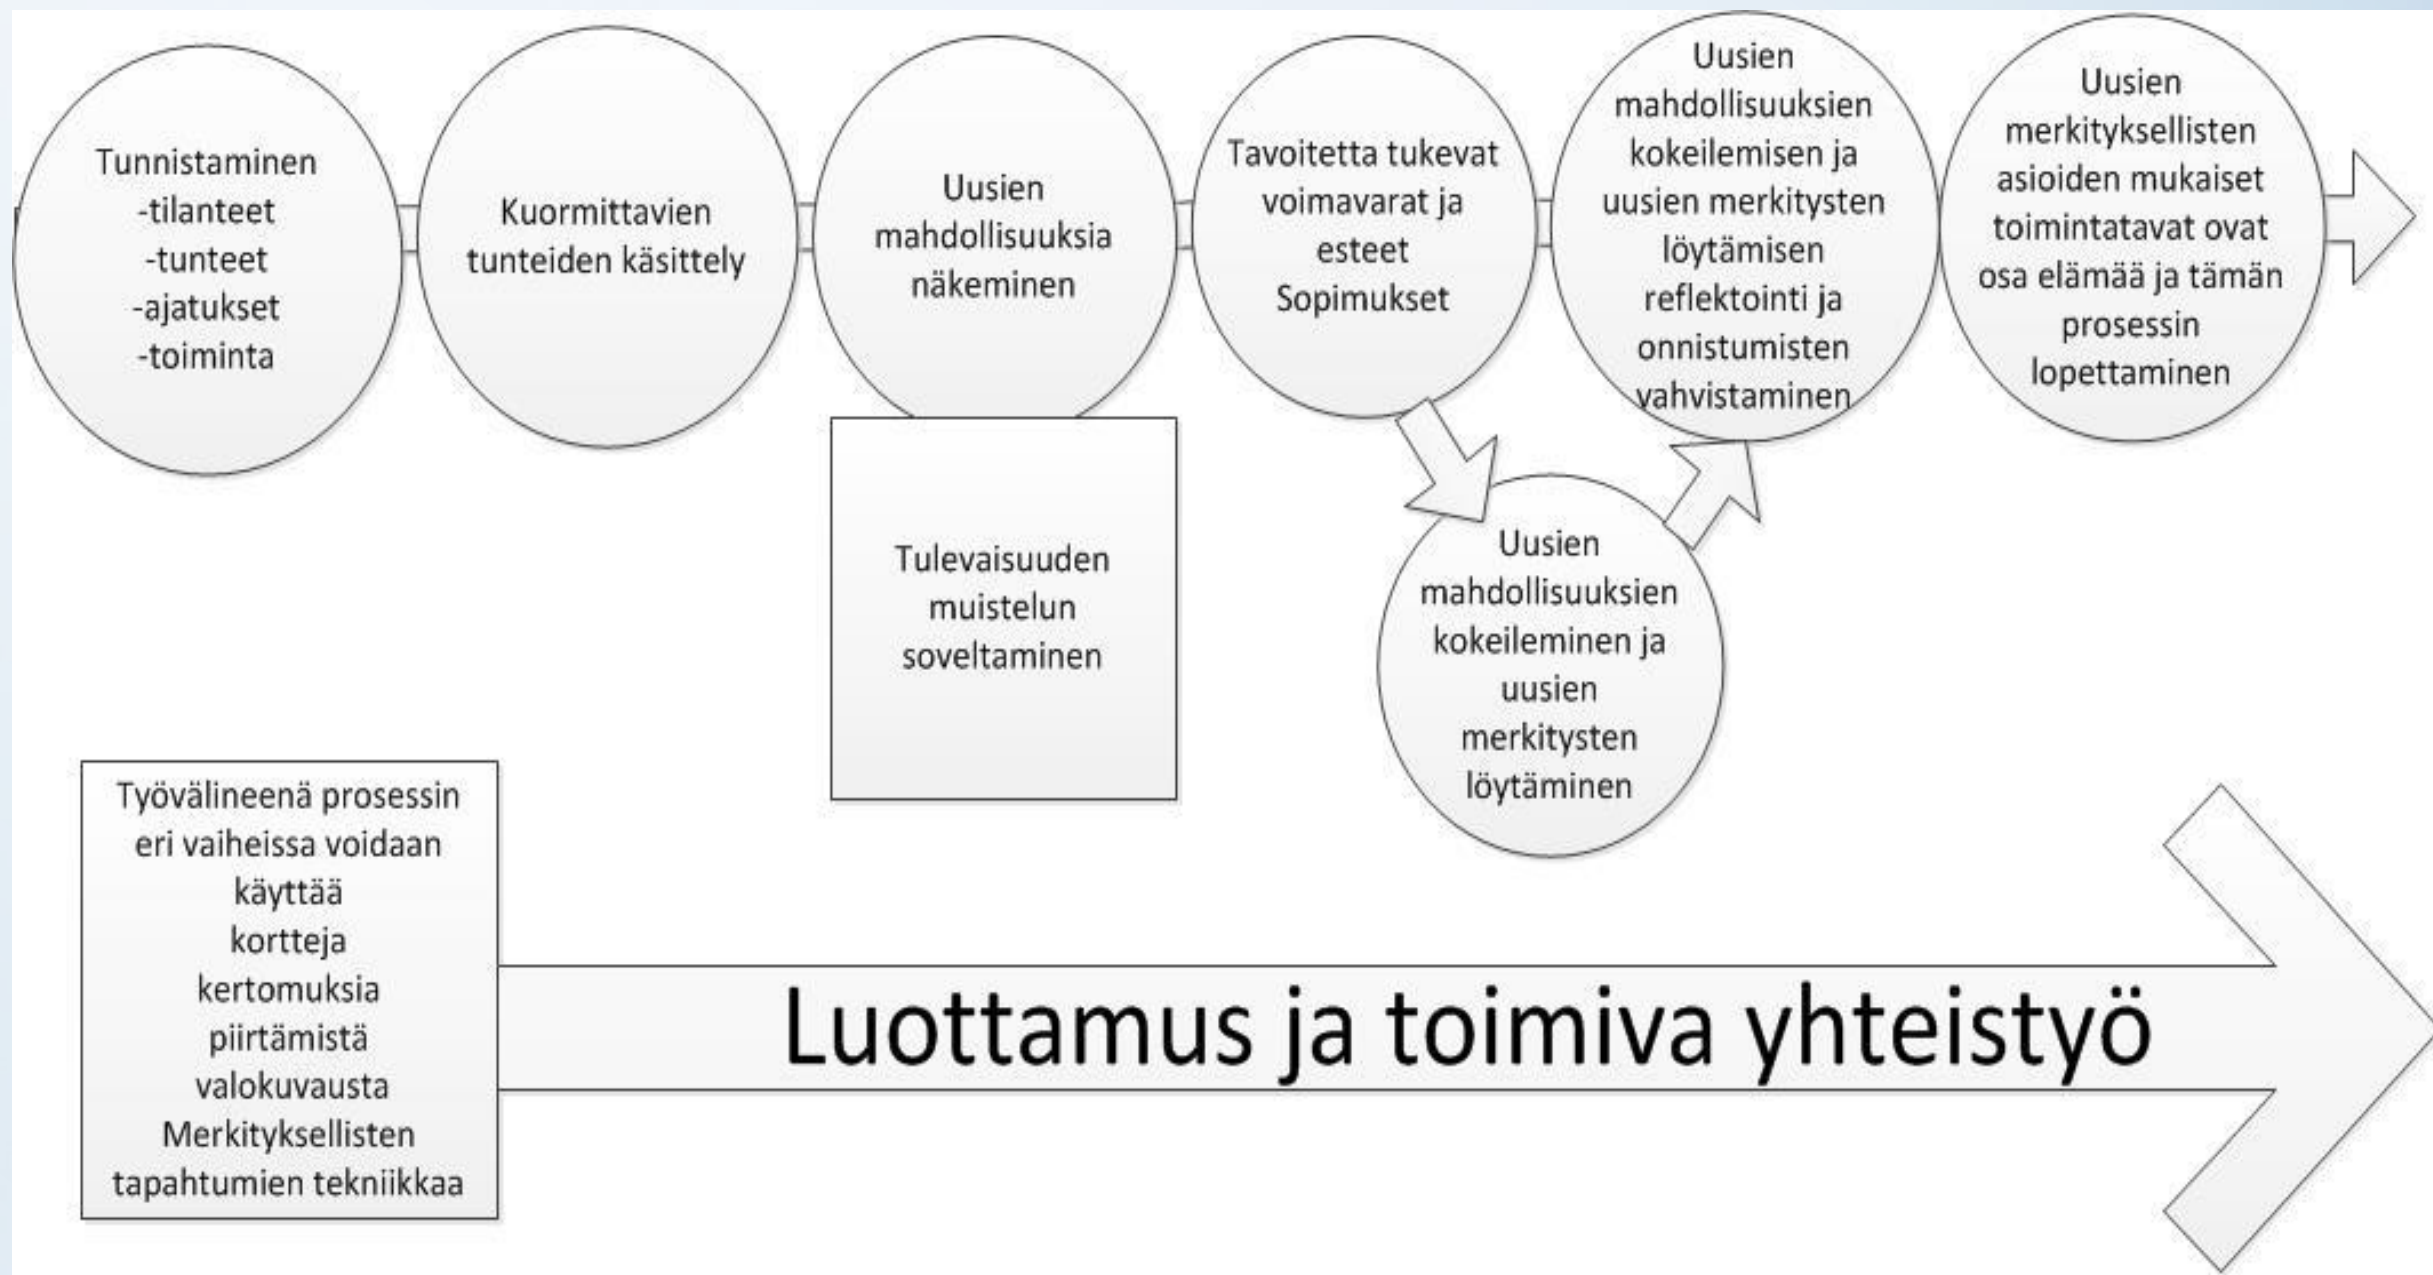 Tunnistaminen
-tilanteet
-tunteet
-ajatukset
-toiminta
Kuormittavien
tunteiden käsittely
Uusien
mahdollisuuksia
näkeminen
Tavoitetta tukevat
voimavarat ja
esteet
Sopimukset
Uusien
mahdollisuuksien
kokeilemisen ja
uusien merkitysten
löytämisen
reflektointi ja
onnistumisten
vahvistaminen
Uusien
merkityksellisten
asioiden mukaiset
toimintatavat ovat
osa elämää ja tämän
prosessin
lopettaminen
Tulevaisuuden
muistelun
soveltaminen
Uusien
mahdollisuuksien
kokeileminen ja
uusien
merkitysten
löytäminen
Työvälineenä prosessin
eri vaiheissa voidaan
käyttää
kortteja
kertomuksia
piirtämistä
valokuvausta
Merkityksellisten
tapahtumien tekniikkaa
Luottamus ja toimiva yhteistyö